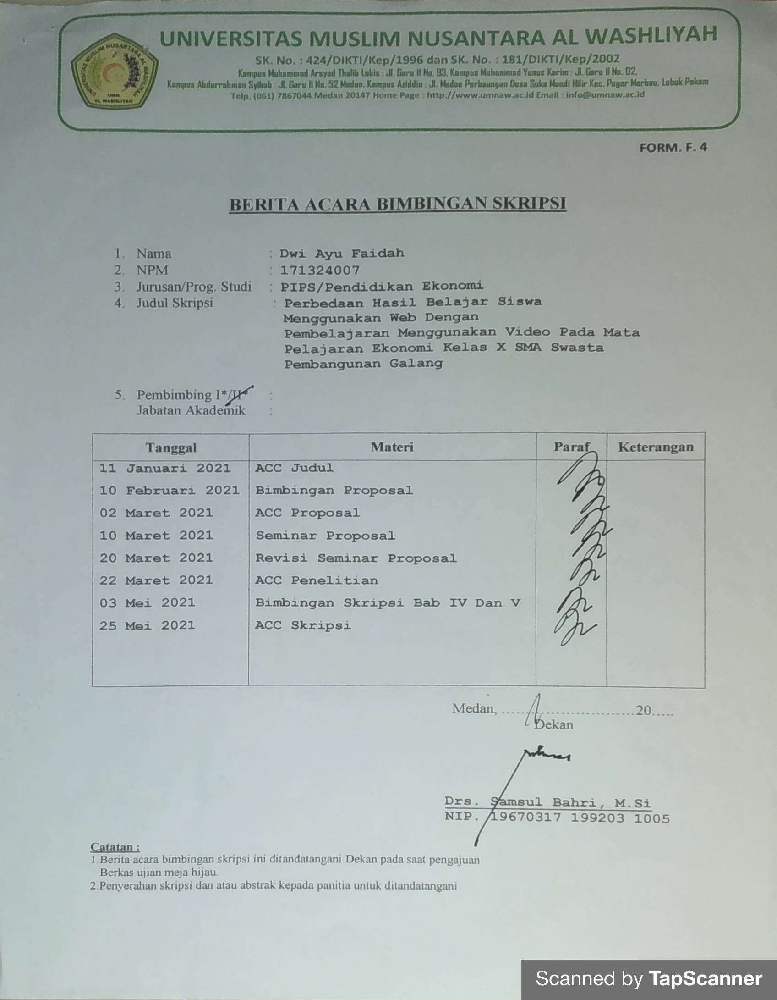 UNIVERSITAS MUSLIM NUSANTARA AL WASHLIYAH
SK. No. : 424/DIKTI/Kep/1996 dan SK. No. : 181/DIKTI/Kep/2002
Kampus Muhammad Arsyad Thalib Lubis : Jl. Garu II No. 93, Kampus Muhammad Yunus Karim : Jl. Garu II No. 02,
Kampus Abdurrahman Syihab : Jl. Garu II No. 52 Medan, Kampus Aziddin : Jl. Medan Perbaungan Desa Suka Mandi Hilir Kec. Pagar Merbau, Lubuk Pakam
Telp. (061) 7867044 Medan 20147 Home Page : http://www.umnaw.ac.id Email : info@umnaw.ac.id
UNIVERSITAS MUSLIM NUSANTARA AL WASHLIYAH
UMN
AL WASHLIYAH
FORM. F. 4
BERITA ACARA BIMBINGAN SKRIPSI
1. Nama : Dwi Ayu Faidah
2. NPM : 171324007
3. Jurusan/Prog. Studi : PIPS/Pendidikan Ekonomi
4. Judul Skripsi : Perbedaan Hasil Belajar Siswa
Menggunakan Web Dengan
Pembelajaran Menggunakan Video Pada Mata
Pelajaran Ekonomi Kelas X SMA Swasta
Pembangunan Galang
5. Pembimbing I*/II* :
Jabatan Akademik :
Tanggal Materi Paraf Keterangan
11 Januari 2021 ACC Judul
10 Februari 2021 Bimbingan Proposal
02 Maret 2021 ACC Proposal
10 Maret 2021 Seminar Proposal
20 Maret 2021 Revisi Seminar Proposal
22 Maret 2021 ACC Penelitian
03 Mei 2021 Bimbingan Skripsi Bab IV Dan V
25 Mei 2021 ACC Skripsi
Medan, ....................................20.....
Dekan
Drs. Samsul Bahri, M.Si
NIP. 19670317 199203 1005
Catatan :
1.Berita acara bimbingan skripsi ini ditandatangani Dekan pada saat pengajuan
Berkas ujian meja hijau.
2.Penyerahan skripsi dan atau abstrak kepada panitia untuk ditandatangani
Scanned by TapScanner